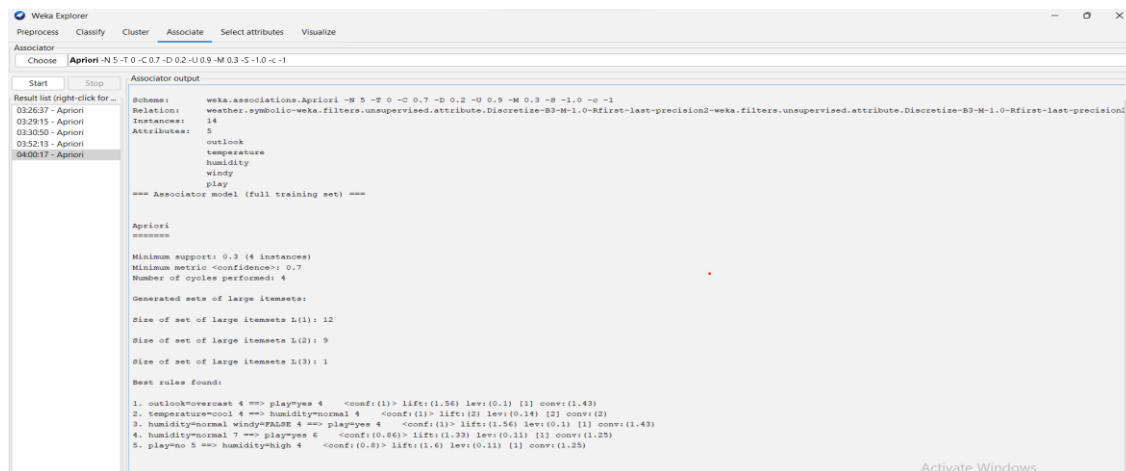 Weka Explorer
Preprocess Classify Cluster Associate Select attributes Visualize
Associator
Choose Apriori -N 5 -T 0 -C 0.7 -D 0.2 -U 0.9 -M 0.3 -S -1.0 -c -1
Start Stop
Result list (right-click for ...
03:26:37 - Apriori
03:29:15 - Apriori
03:30:50 - Apriori
03:52:13 - Apriori
04:00:17 - Apriori
Associator output
Scheme: weka.associations.Apriori -N 5 -T 0 -C 0.7 -D 0.2 -U 0.9 -M 0.3 -S -1.0 -c -1
Relation: weather.symbolic-weka.filters.unsupervised.attribute.Discretize-B3-M-1.0-Rfirst-last-precision2-weka.filters.unsupervised.attribute.Discretize-B3-M-1.0-Rfirst-last-precision2
Instances: 14
Attributes: 5
outlook
temperature
humidity
windy
play
=== Associator model (full training set) ===
Apriori
=======
Minimum support: 0.3 (4 instances)
Minimum metric <confidence>: 0.7
Number of cycles performed: 4
Generated sets of large itemsets:
Size of set of large itemsets L(1): 12
Size of set of large itemsets L(2): 9
Size of set of large itemsets L(3): 1
Best rules found:
1. outlook=overcast 4 ==> play=yes 4 <conf:(1)> lift:(1.56) lev:(0.1) [1] conv:(1.43)
2. temperature=cool 4 ==> humidity=normal 4 <conf:(1)> lift:(2) lev:(0.14) [2] conv:(2)
3. humidity=normal windy=FALSE 4 ==> play=yes 4 <conf:(1)> lift:(1.56) lev:(0.1) [1] conv:(1.43)
4. humidity=normal 7 ==> play=yes 6 <conf:(0.86)> lift:(1.33) lev:(0.11) [1] conv:(1.25)
5. play=no 5 ==> humidity=high 4 <conf:(0.8)> lift:(1.6) lev:(0.11) [1] conv:(1.25)
Activate Windows